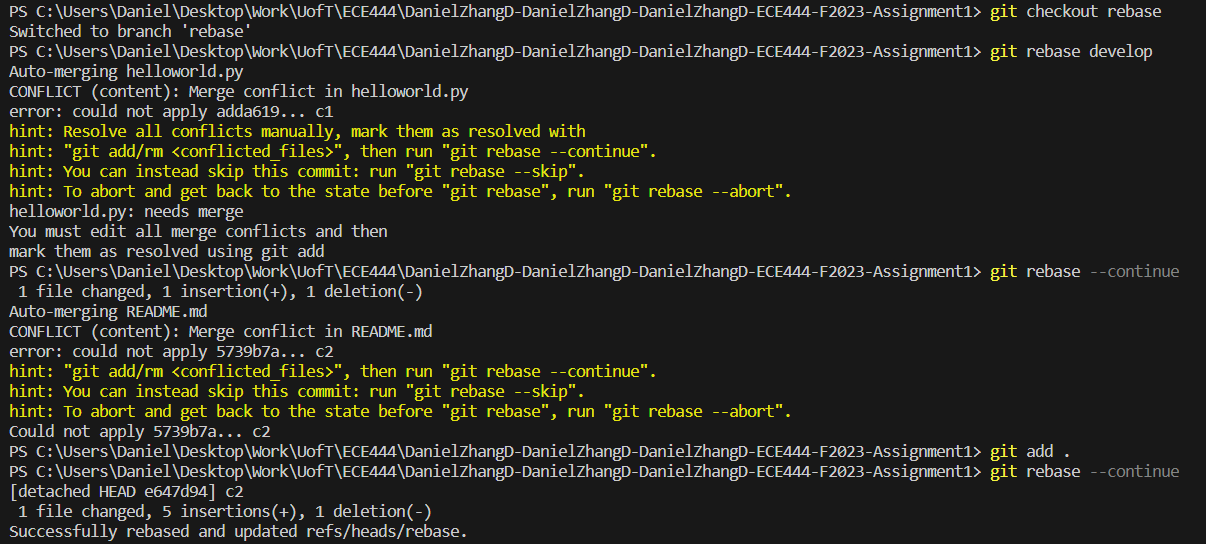 PS C:\Users\Daniel\Desktop\Work\UofT\ECE444\DanielZhangD-DanielZhangD-DanielZhangD-ECE444-F2023-Assignment1> git checkout rebase
Switched to branch 'rebase'
PS C:\Users\Daniel\Desktop\Work\UofT\ECE444\DanielZhangD-DanielZhangD-DanielZhangD-ECE444-F2023-Assignment1> git rebase develop
Auto-merging helloworld.py
CONFLICT (content): Merge conflict in helloworld.py
error: could not apply adda619... c1
hint: Resolve all conflicts manually, mark them as resolved with
hint: "git add/rm <conflicted_files>", then run "git rebase --continue".
hint: You can instead skip this commit: run "git rebase --skip".
hint: To abort and get back to the state before "git rebase", run "git rebase --abort".
helloworld.py: needs merge
You must edit all merge conflicts and then
mark them as resolved using git add
PS C:\Users\Daniel\Desktop\Work\UofT\ECE444\DanielZhangD-DanielZhangD-DanielZhangD-ECE444-F2023-Assignment1> git rebase --continue
 1 file changed, 1 insertion(+), 1 deletion(-)
Auto-merging README.md
CONFLICT (content): Merge conflict in README.md
error: could not apply 5739b7a... c2
hint: "git add/rm <conflicted_files>", then run "git rebase --continue".
hint: You can instead skip this commit: run "git rebase --skip".
hint: To abort and get back to the state before "git rebase", run "git rebase --abort".
Could not apply 5739b7a... c2
PS C:\Users\Daniel\Desktop\Work\UofT\ECE444\DanielZhangD-DanielZhangD-DanielZhangD-ECE444-F2023-Assignment1> git add .
PS C:\Users\Daniel\Desktop\Work\UofT\ECE444\DanielZhangD-DanielZhangD-DanielZhangD-ECE444-F2023-Assignment1> git rebase --continue
[detached HEAD e647d94] c2
 1 file changed, 5 insertions(+), 1 deletion(-)
Successfully rebased and updated refs/heads/rebase.